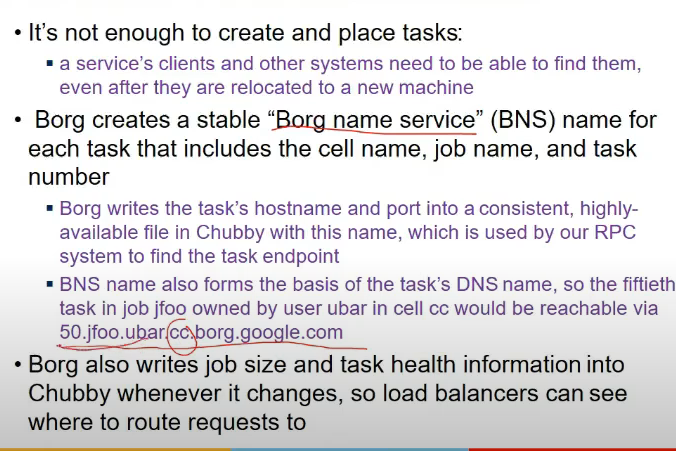 • It's not enough to create and place tasks:
▪ a service's clients and other systems need to be able to find them,
even after they are relocated to a new machine
• Borg creates a stable “Borg name service” (BNS) name for
each task that includes the cell name, job name, and task
number
▪ Borg writes the task's hostname and port into a consistent, highly-
available file in Chubby with this name, which is used by our RPC
system to find the task endpoint
▪ BNS name also forms the basis of the task's DNS name, so the fiftieth
task in job jfoo owned by user ubar in cell cc would be reachable via
50.jfoo.ubar.cc.borg.google.com
• Borg also writes job size and task health information into
Chubby whenever it changes, so load balancers can see
where to route requests to